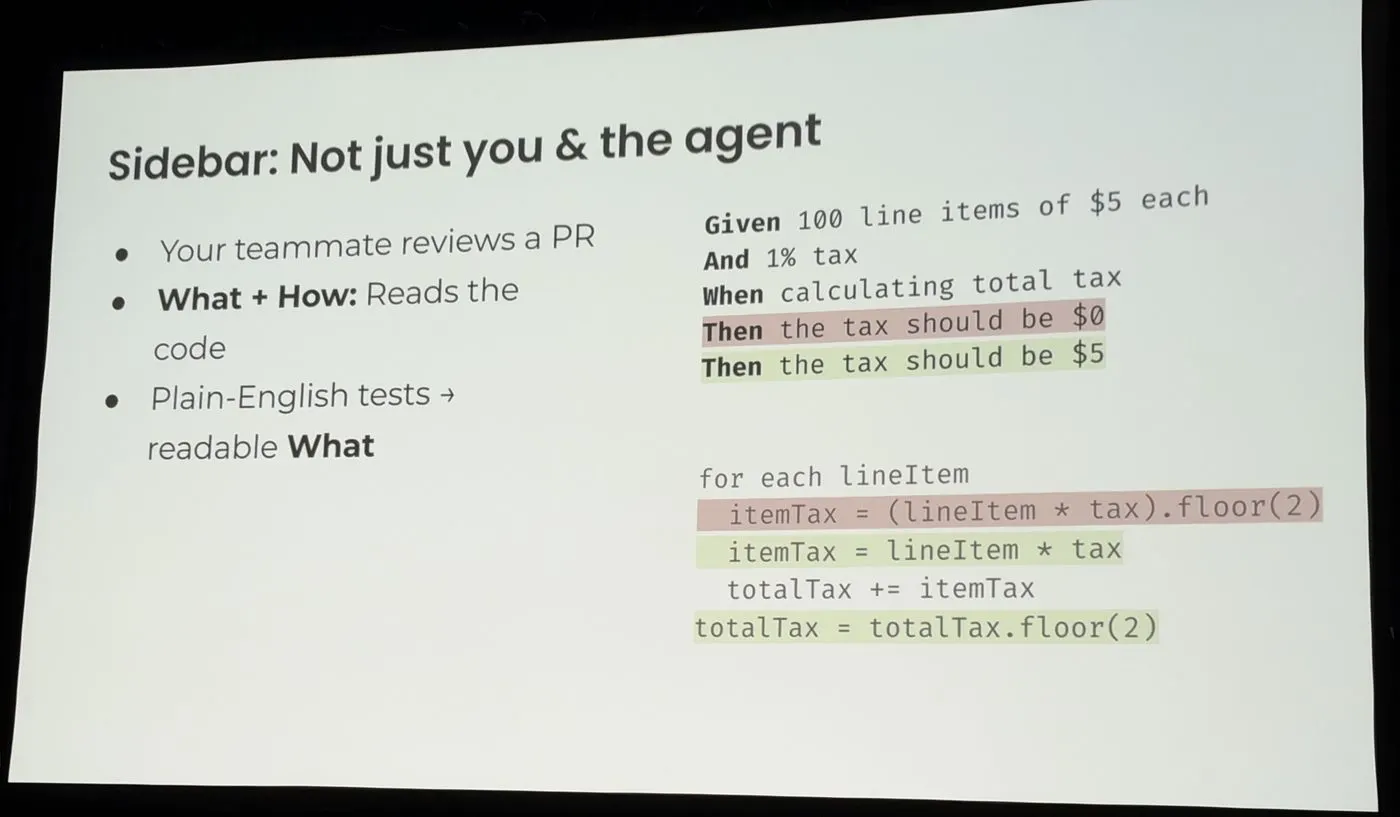 Sidebar: Not just you & the agent
● Your teammate reviews a PR
● What + How: Reads the
code
● Plain-English tests →
readable What
Given 100 line items of $5 each
And 1% tax
When calculating total tax
Then the tax should be $0
Then the tax should be $5
for each lineItem
  itemTax = (lineItem * tax).floor(2)
  itemTax = lineItem * tax
  totalTax += itemTax
totalTax = totalTax.floor(2)